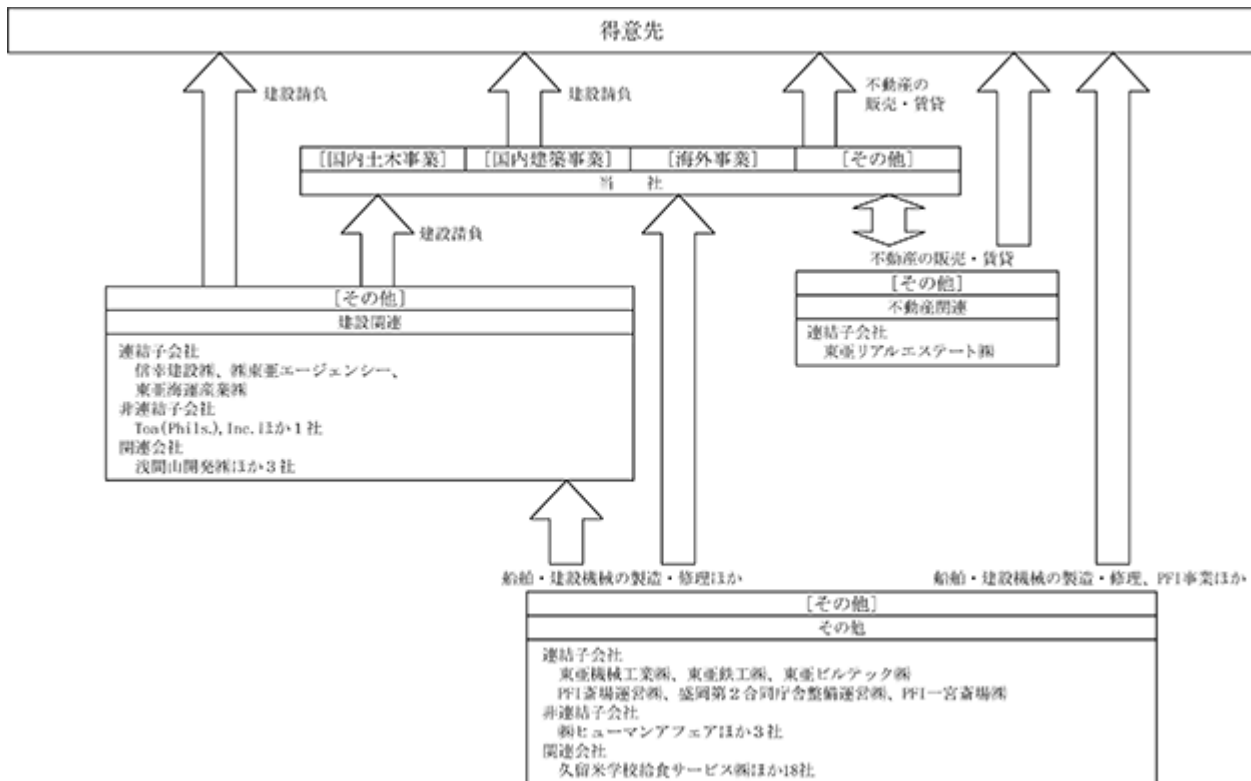 得意先
建設請負
建設請負
不動産の
販売・賃貸
[国内土木事業]
[国内建築事業]
[海外事業]
[その他]
当 社
建設請負
不動産の販売・賃貸
[その他]
建設関連
連結子会社
信幸建設㈱、㈱東亜エージェンシー、
東亜海運産業㈱
非連結子会社
Toa(Phils.),Inc.ほか1社
関連会社
浅間山開発㈱ほか3社
[その他]
不動産関連
連結子会社
東亜リアルエステート㈱
船舶・建設機械の製造・修理ほか
船舶・建設機械の製造・修理、PFI事業ほか
[その他]
その他
連結子会社
東亜機械工業㈱、東亜鉄工㈱、東亜ビルテック㈱
PFI斎場運営㈱、盛岡第2合同庁舎整備運営㈱、PFI一宮斎場㈱
非連結子会社
㈱ヒューマンアフェアほか3社
関連会社
久留米学校給食サービス㈱ほか18社